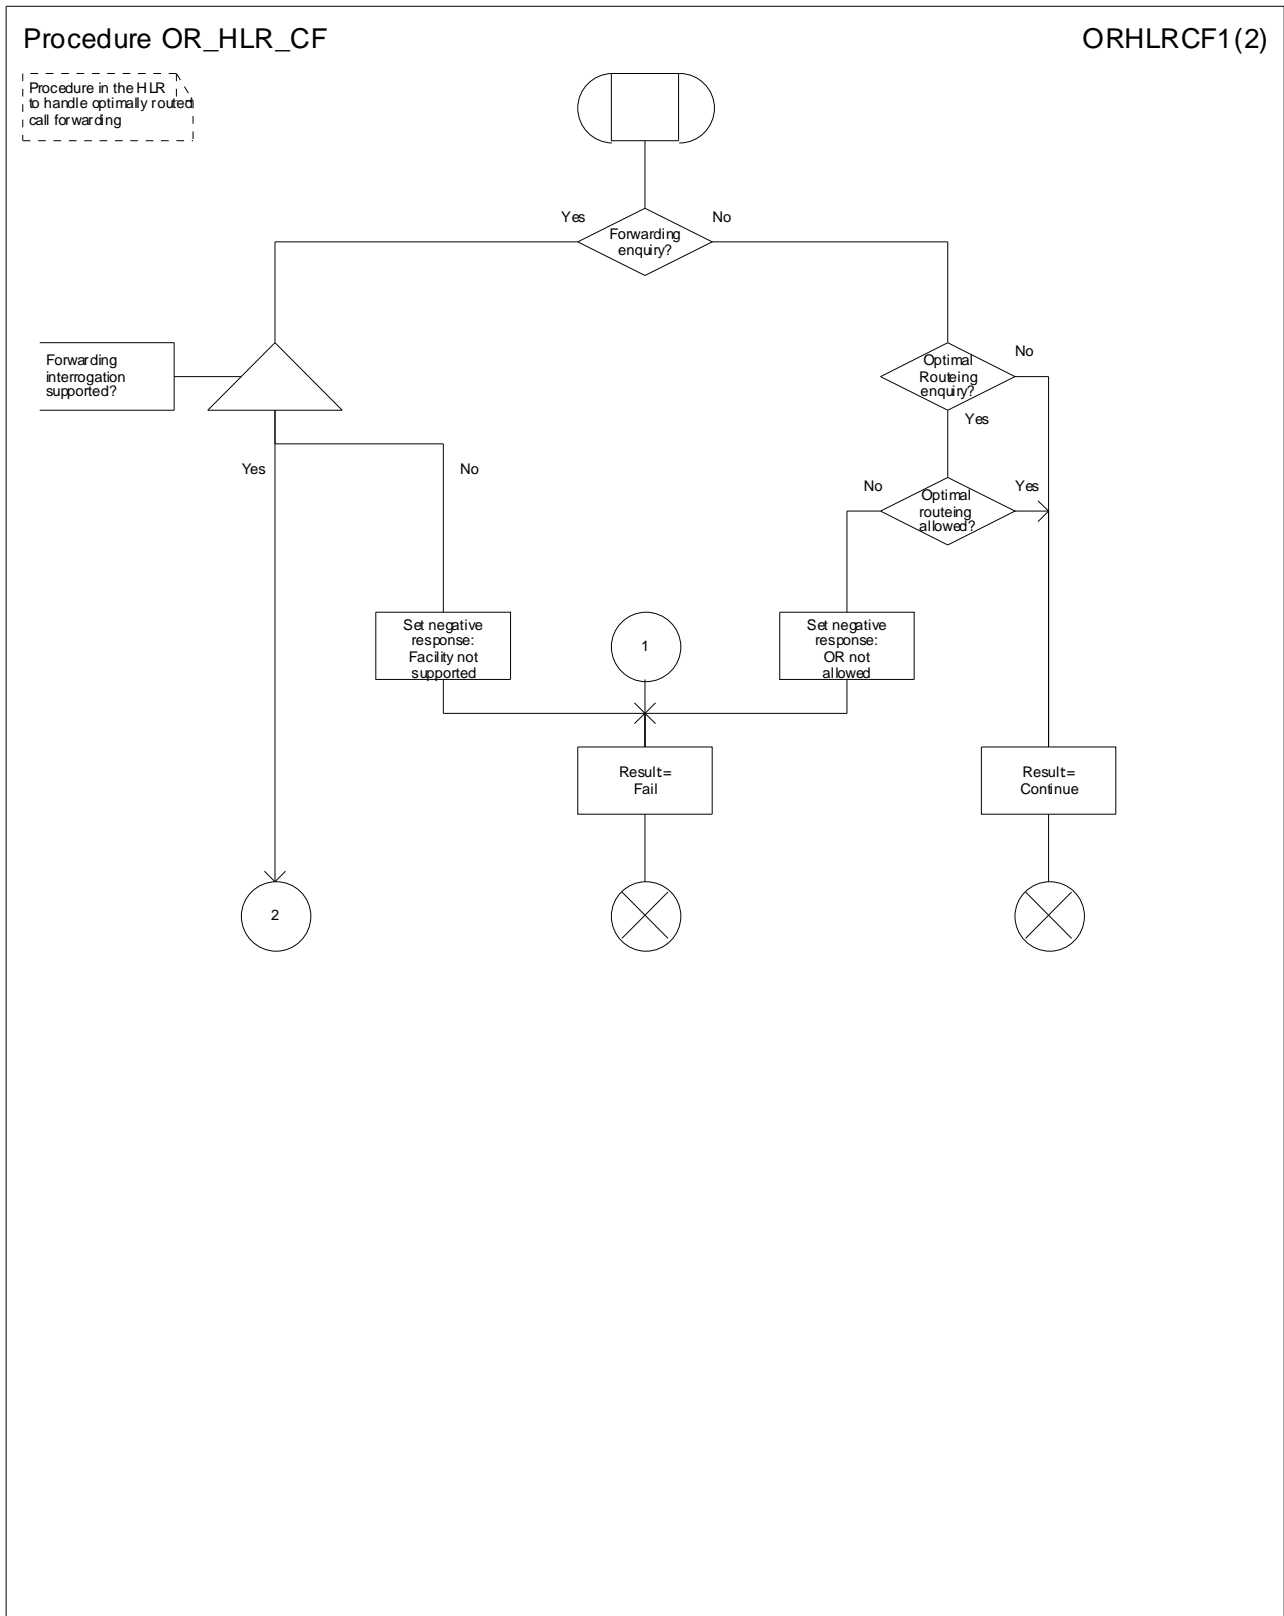 Procedure OR_HLR_CF
ORHLRCF1(2)
Procedure in the HLR
to handle optimally routed
call forwarding
Yes
No
Forwarding
enquiry?
Forwarding
interrogation
supported?
Optimal
Routeing
enquiry?
No
Yes
Yes
No
No
Yes
Optimal
routeing
allowed?
Set negative
response:
Facility not
supported
1
Set negative
response:
OR not
allowed
Result=
Fail
Result=
Continue
2